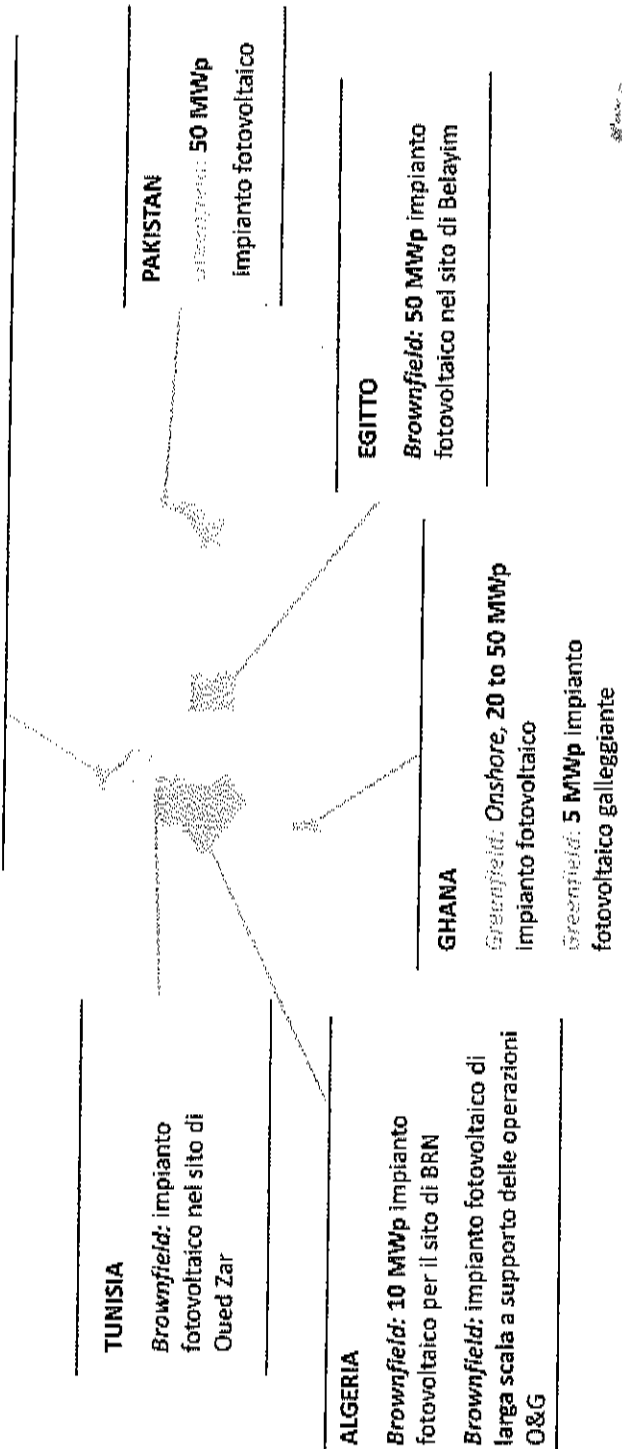 TUNISIA
Brownfield: impianto
fotovoltaico nel sito di
Oued Zar
ALGERIA
Brownfield: 10 MWp impianto
fotovoltaico per il sito di BRN
Brownfield: impianto fotovoltaico di
larga scala a supporto delle operazioni
O&G
GHANA
Greenfield: Onshore, 20 to 50 MWp
impianto fotovoltaico
Greenfield: 5 MWp impianto
fotovoltaico galleggiante
EGITTO
Brownfield: 50 MWp impianto
fotovoltaico nel sito di Belayim
PAKISTAN
50 MWp
impianto fotovoltaico